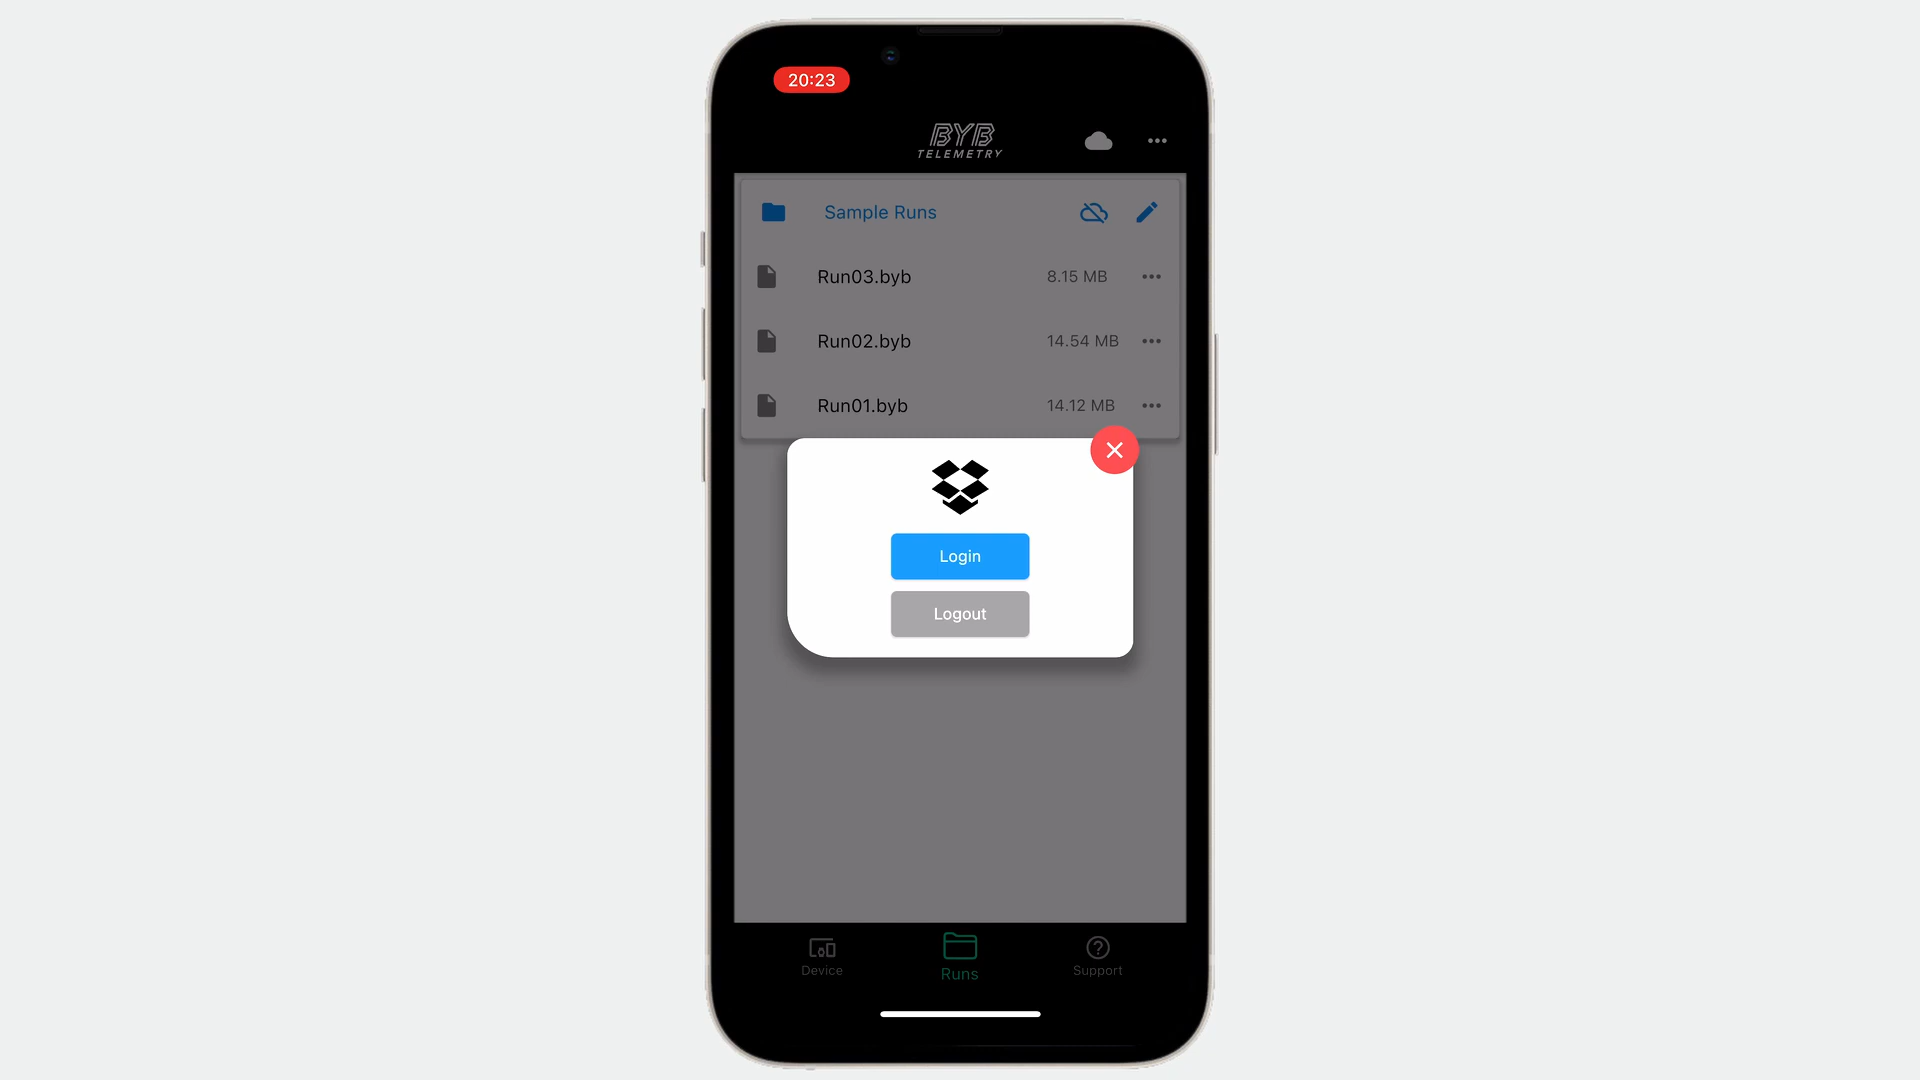 20:23
BYB
TELEMETRY
Sample Runs
Run03.byb 8.15 MB
Run02.byb 14.54 MB
Run01.byb 14.12 MB
Login
Logout
Device Runs Support